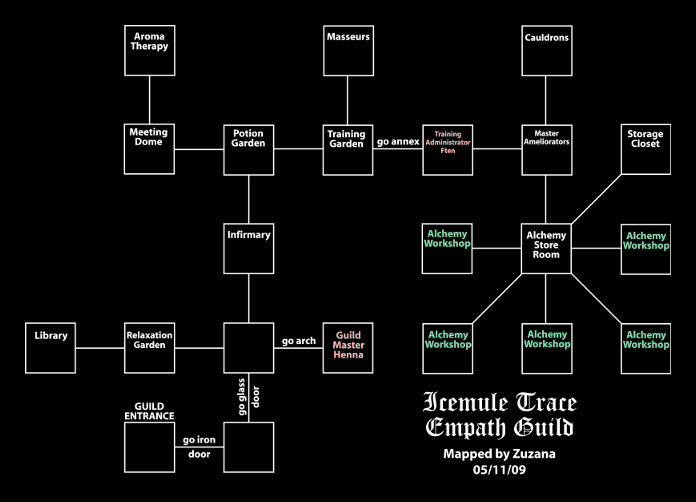 Aroma
Therapy
Masseurs
Cauldrons
Meeting
Dome
Potion
Garden
Training
Garden
go annex
Training
Administrator
Ften
Master
Ameliorators
Storage
Closet
Infirmary
Alchemy
Workshop
Alchemy
Store
Room
Alchemy
Workshop
Library
Relaxation
Garden
go arch
Guild
Master
Henna
Alchemy
Workshop
Alchemy
Workshop
Alchemy
Workshop
go glass
door
GUILD
ENTRANCE
go iron
door
Icemule Trace
Empath Guild
Mapped by Zuzana
05/11/09